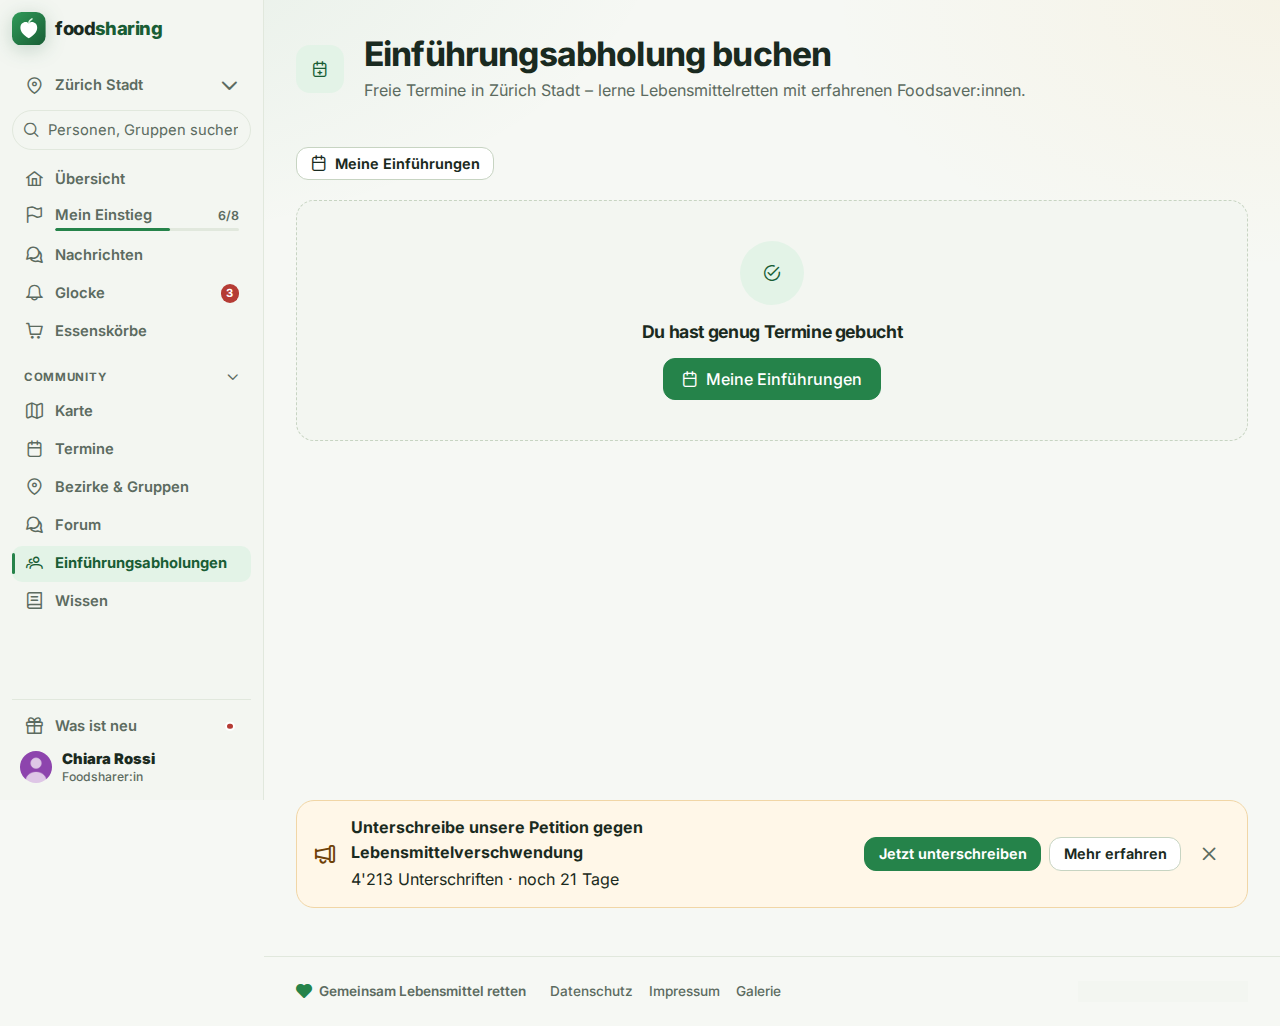 foodsharing
Zürich Stadt
Personen, Gruppen sucher
Übersicht
Mein Einstieg 6/8
Nachrichten
Glocke 3
Essenskörbe
COMMUNITY
Karte
Termine
Bezirke & Gruppen
Forum
Einführungsabholungen
Wissen
Was ist neu
Chiara Rossi
Foodsharer:in
Einführungsabholung buchen
Freie Termine in Zürich Stadt – lerne Lebensmittelretten mit erfahrenen Foodsaver:innen.
Meine Einführungen
Du hast genug Termine gebucht
Meine Einführungen
Unterschreibe unsere Petition gegen
Lebensmittelverschwendung
4'213 Unterschriften · noch 21 Tage
Jetzt unterschreiben
Mehr erfahren
Gemeinsam Lebensmittel retten Datenschutz Impressum Galerie